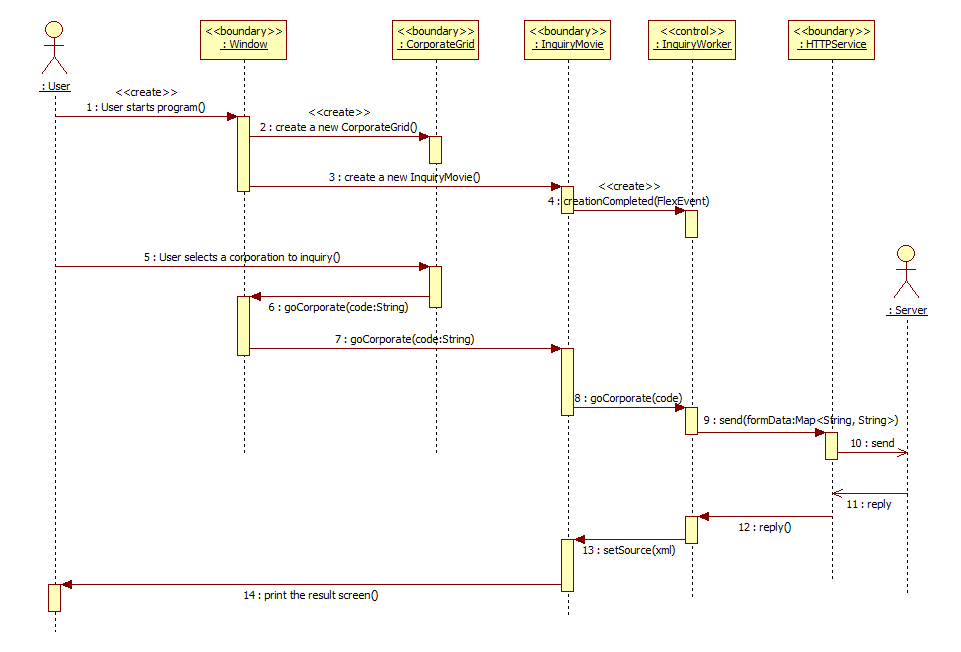 <<boundary>>
: Window
<<boundary>>
: CorporateGrid
<<boundary>>
: InquiryMovie
<<control>>
: InquiryWorker
<<boundary>>
: HTTPService
: User
<<create>>
1 : User starts program()
<<create>>
2 : create a new CorporateGrid()
3 : create a new InquiryMovie()
<<create>>
4 : creationCompleted(FlexEvent)
5 : User selects a corporation to inquiry()
6 : goCorporate(code:String)
: Server
7 : goCorporate(code:String)
8 : goCorporate(code)
9 : send(formData:Map<String, String>)
10 : send
11 : reply
12 : reply()
13 : setSource(xml)
14 : print the result screen()